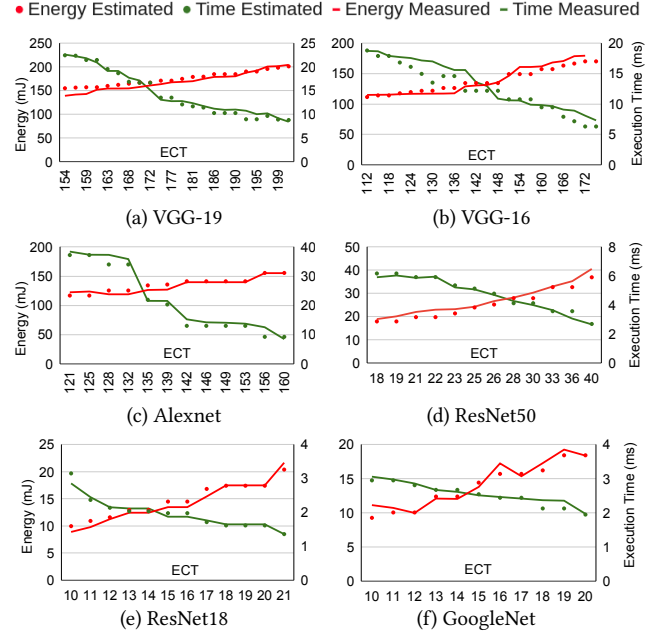 Energy Estimated Time Estimated Energy Measured Time Measured
Energy (mJ)
250
200
150
100
50
0
25
20
15
10
5
0
ECT
154 159 163 168 172 177 181 186 190 195 199
(a) VGG-19
200
150
100
50
0
20
15
10
5
0
Execution Time (ms)
ECT
112 118 124 130 136 142 148 154 160 166 172
(b) VGG-16
Energy (mJ)
200
150
100
50
0
40
30
20
10
0
ECT
121 125 128 132 135 139 142 146 149 153 156 160
(c) Alexnet
50
40
30
20
10
0
8
6
4
2
0
Execution Time (ms)
ECT
18 19 21 22 23 25 26 28 30 33 36 40
(d) ResNet50
Energy (mJ)
25
20
15
10
5
0
4
3
2
1
0
ECT
10 11 12 13 14 15 16 17 18 19 20 21
(e) ResNet18
20
15
10
5
0
4
3
2
1
0
Execution Time (ms)
ECT
10 11 12 13 14 15 16 17 18 19 20
(f) GoogleNet